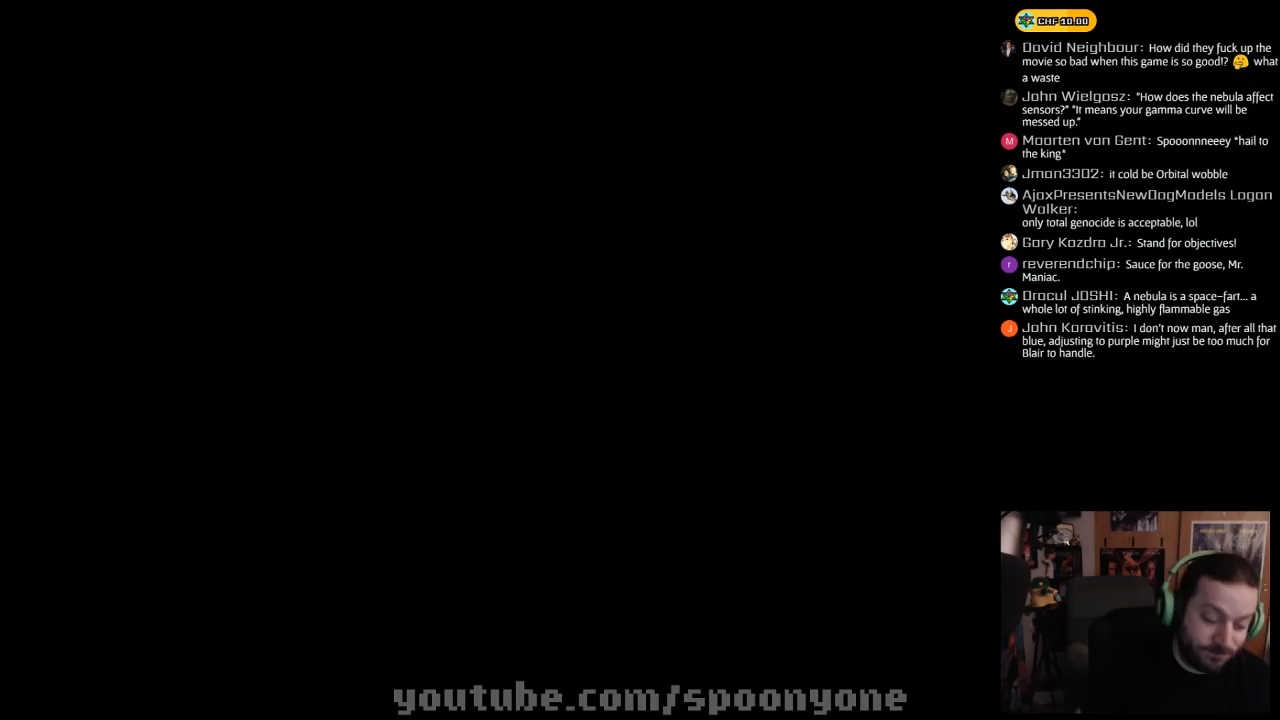 CHF 10.00
David Neighbour: How did they fuck up the
movie so bad when this game is so good!? 🤔 what
a waste
John Wielgosz: "How does the nebula affect
sensors?" "It means your gamma curve will be
messed up."
M Maarten van Gent: Spooonnneeey *hail to
the king*
Jman3302: it cold be Orbital wobble
AjaxPresentsNewDogModels Logan
Walker:
only total genocide is acceptable, lol
Gary Kozdra Jr.: Stand for objectives!
r reverendchip: Sauce for the goose, Mr.
Maniac.
Dracul JOSHI: A nebula is a space-fart... a
whole lot of stinking, highly flammable gas
J John Karavitis: I don't now man, after all that
blue, adjusting to purple might just be too much for
Blair to handle.
youtube.com/spoonyone